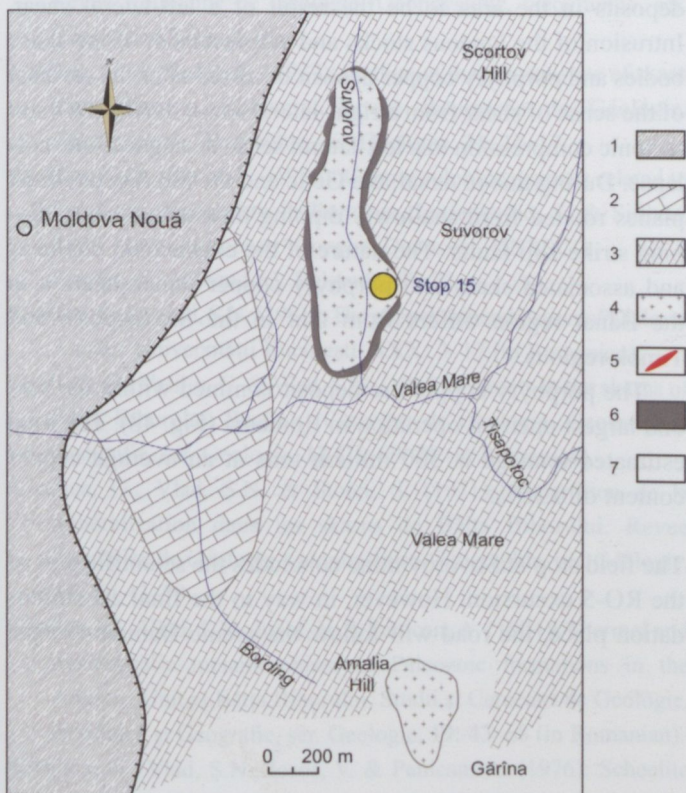 N
Scortov
Hill
Suvorov
Moldova Nouă
Suvorov
Stop 15
Valea Mare
Tisapotoc
Valea Mare
Bording
Amalia
Hill
0 200 m
Gărîna
1
2
3
4
5
6
7